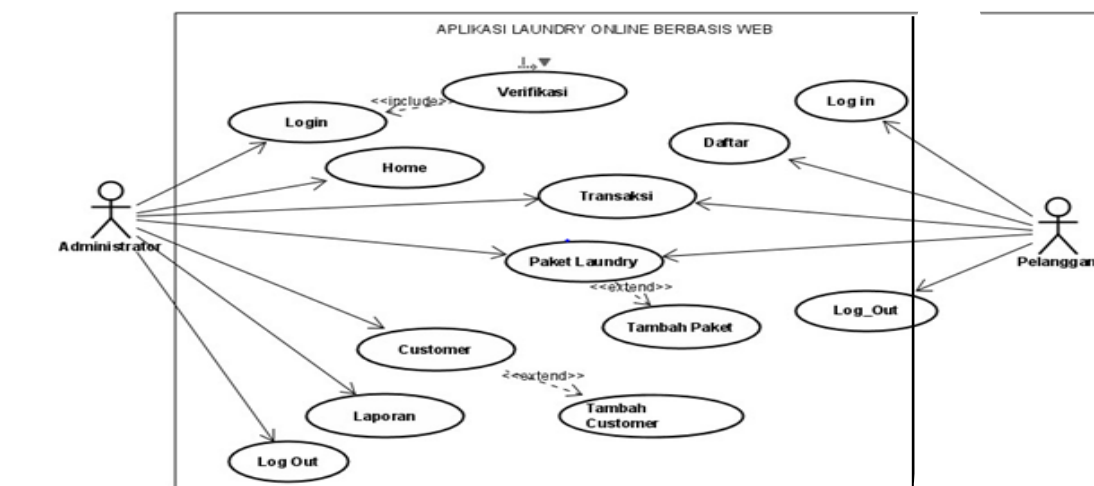 APLIKASI LAUNDRY ONLINE BERBASIS WEB
Verifikasi
<<include>>
Login
Log in
Daftar
Home
Transaksi
Administrator
Paket Laundry
Pelanggan
<<extend>>
Log_Out
Tambah Paket
Customer
<<extend>>
Tambah
Customer
Laporan
Log Out